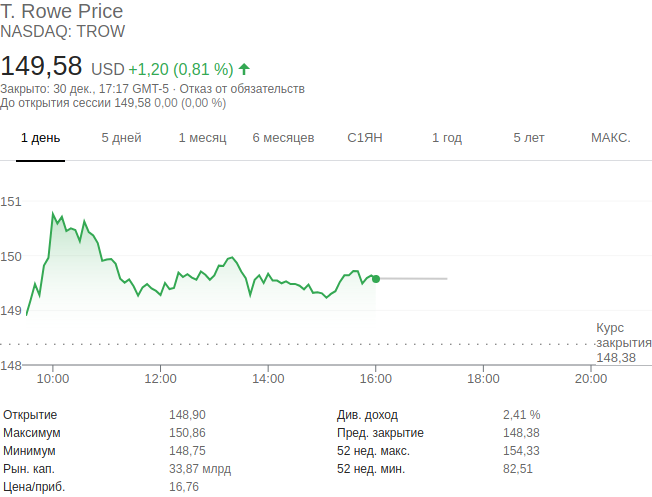 T. Rowe Price
NASDAQ: TROW
149,58 USD +1,20 (0,81 %)
Закрыто: 30 дек., 17:17 GMT-5 · Отказ от обязательств
До открытия сессии 149,58 0,00 (0,00 %)
1 день 5 дней 1 месяц 6 месяцев С1ЯН 1 год 5 лет МАКС.
151
150
149
148
Курс
закрытия
148,38
10:00 12:00 14:00 16:00 18:00 20:00
Открытие 148,90 Див. доход 2,41 %
Максимум 150,86 Пред. закрытие 148,38
Минимум 148,75 52 нед. макс. 154,33
Рын. кап. 33,87 млрд 52 нед. мин. 82,51
Цена/приб. 16,76